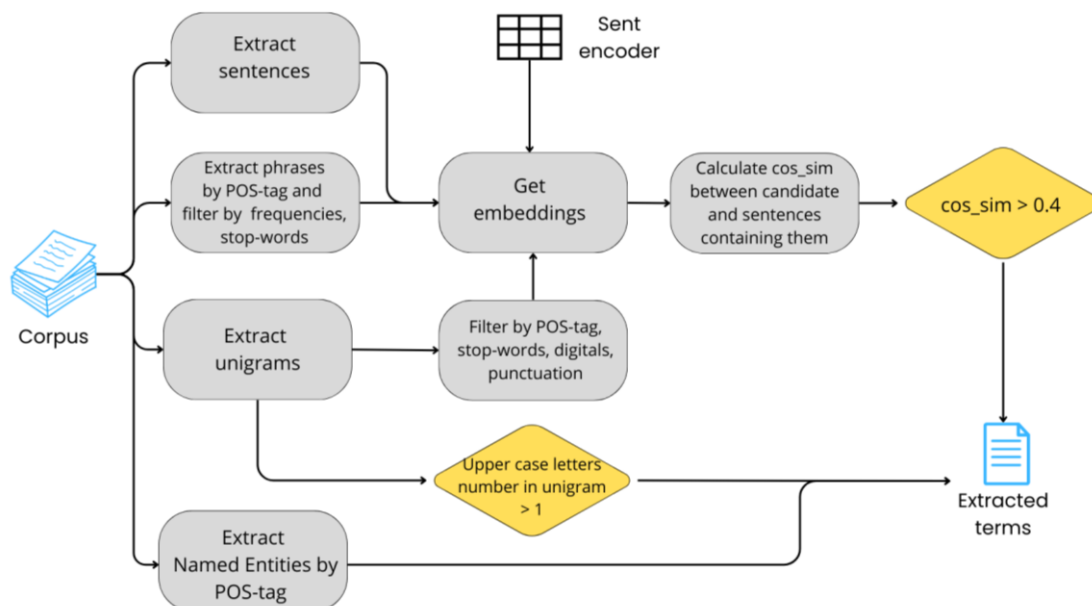 Extract
sentences
Sent
encoder
Extract phrases
by POS-tag and
filter by frequencies,
stop-words
Get
embeddings
Calculate cos_sim
between candidate
and sentences
containing them
cos_sim > 0.4
Corpus
Extract
unigrams
Filter by POS-tag,
stop-words, digitals,
punctuation
Upper case letters
number in unigram
> 1
Extracted
terms
Extract
Named Entities by
POS-tag